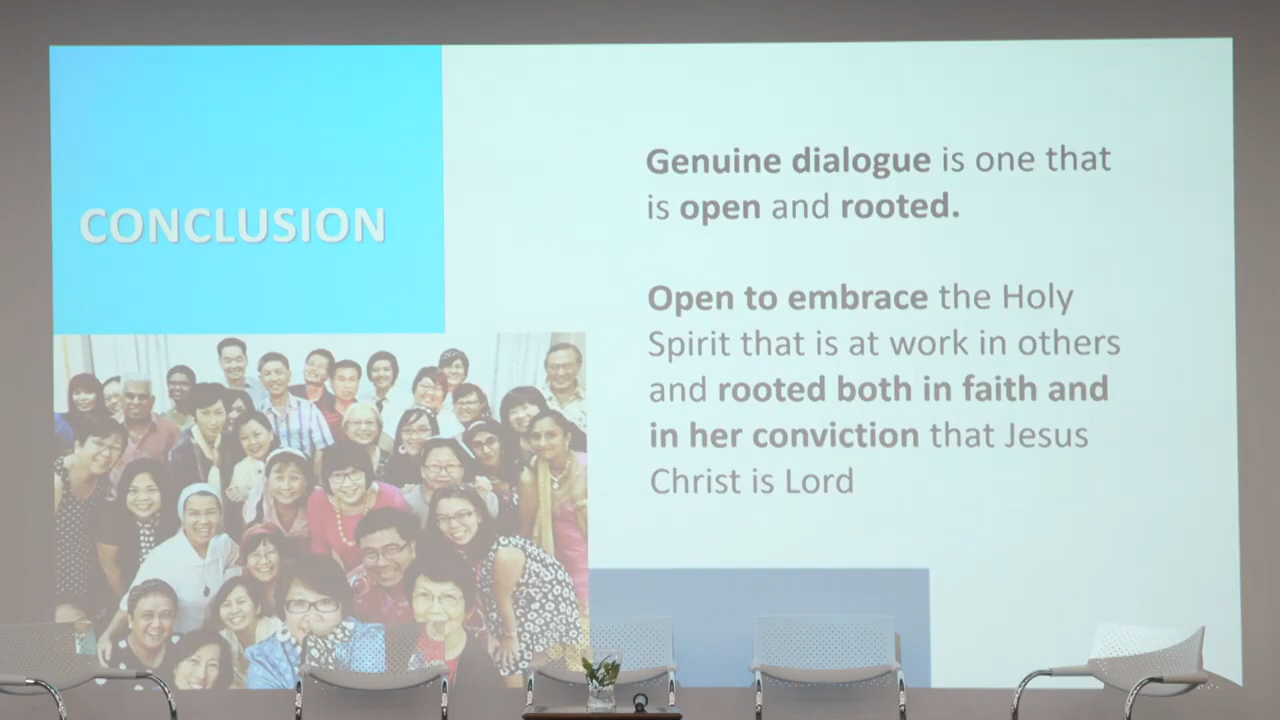 CONCLUSION
Genuine dialogue is one that
is open and rooted.
Open to embrace the Holy
Spirit that is at work in others
and rooted both in faith and
in her conviction that Jesus
Christ is Lord